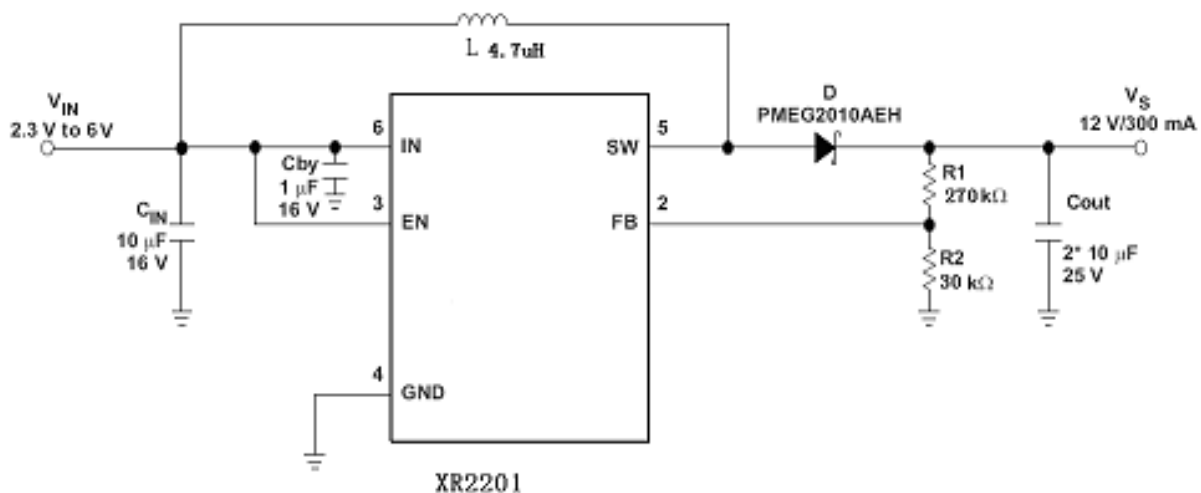 L 4.7uH
V_IN
2.3 V to 6V
6
IN
Cby
1 μF
16 V
3
EN
C_IN
10 μF
16 V
4
GND
5
SW
2
FB
D
PMEG2010AEH
V_S
12 V/300 mA
R1
270kΩ
R2
30 kΩ
Cout
2* 10 μF
25 V
XR2201